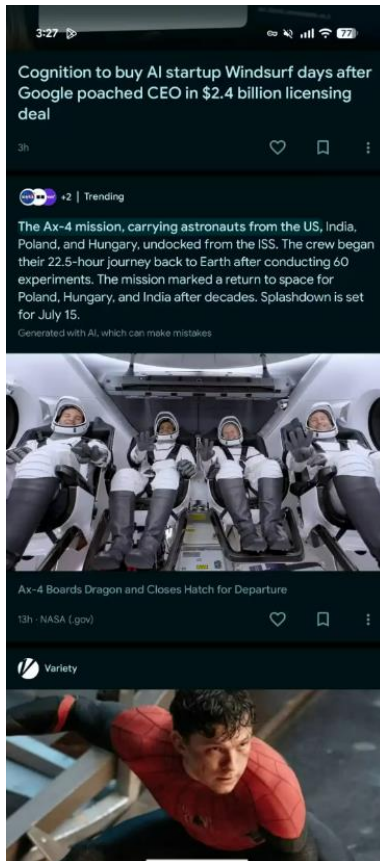 3:27
77
Cognition to buy AI startup Windsurf days after
Google poached CEO in $2.4 billion licensing
deal
3h
+2 | Trending
The Ax-4 mission, carrying astronauts from the US, India,
Poland, and Hungary, undocked from the ISS. The crew began
their 22.5-hour journey back to Earth after conducting 60
experiments. The mission marked a return to space for
Poland, Hungary, and India after decades. Splashdown is set
for July 15.
Generated with AI, which can make mistakes
Ax-4 Boards Dragon and Closes Hatch for Departure
13h · NASA (.gov)
Variety